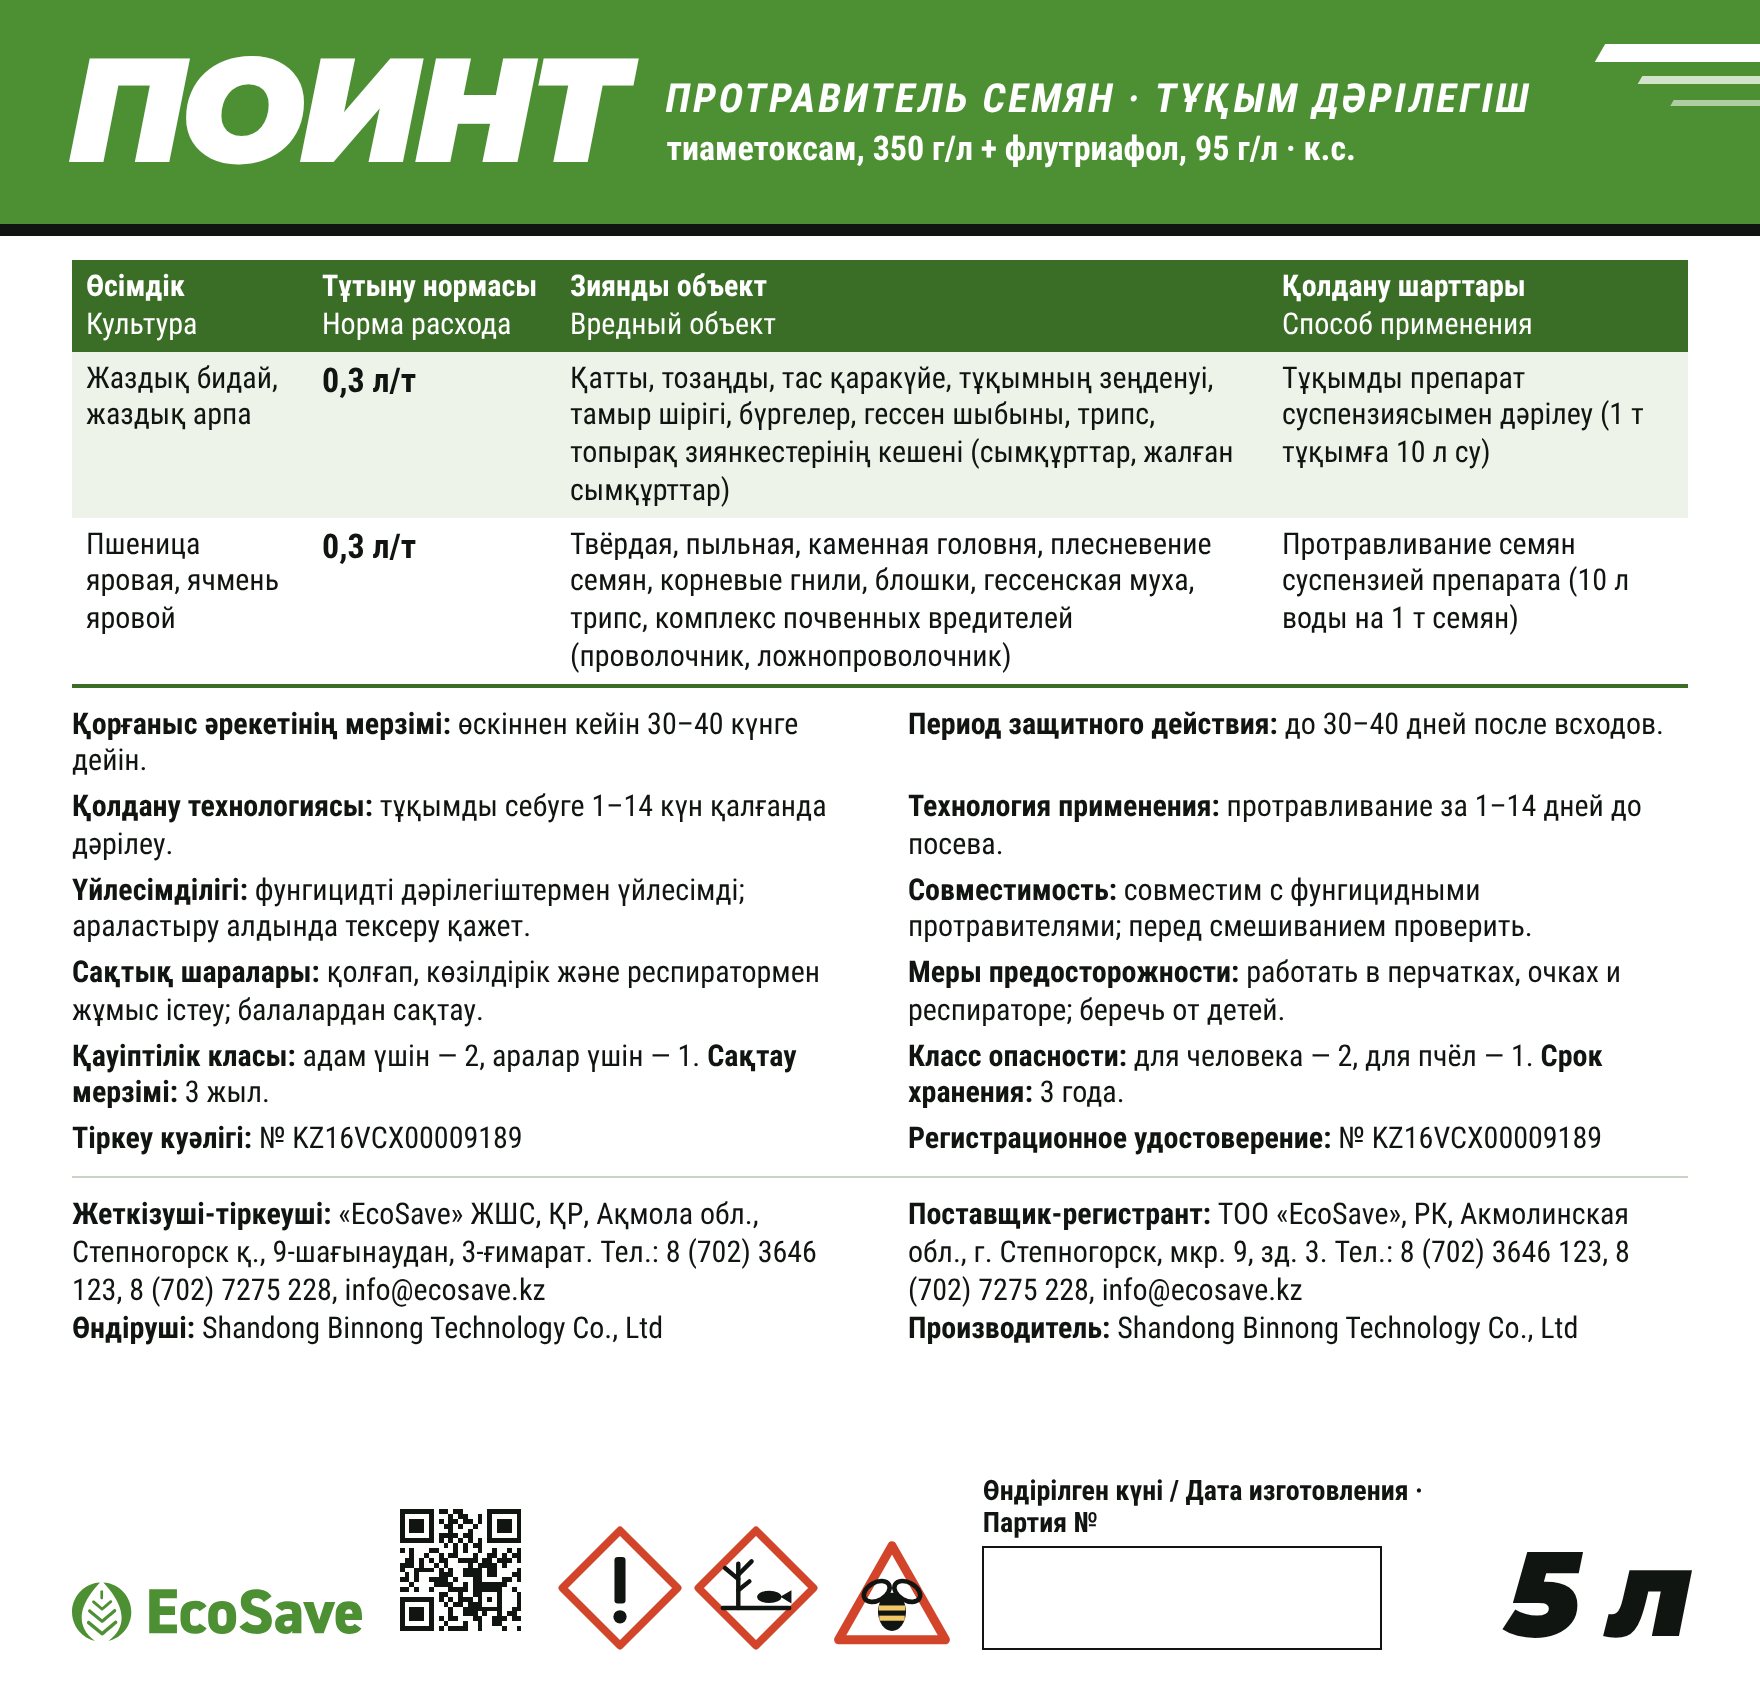 ПОИНТ
ПРОТРАВИТЕЛЬ СЕМЯН · ТҰҚЫМ ДӘРІЛЕГІШ
тиаметоксам, 350 г/л + флутриафол, 95 г/л · к.с.
Өсімдік
Культура
Тұтыну нормасы
Норма расхода
Зиянды объект
Вредный объект
Қолдану шарттары
Способ применения
Жаздық бидай,
жаздық арпа
0,3 л/т
Қатты, тозаңды, тас қаракүйе, тұқымның зеңденуі,
тамыр шірігі, бүргелер, гессен шыбыны, трипс,
топырақ зиянкестерінің кешені (сымқұрттар, жалған
сымқұрттар)
Тұқымды препарат
суспензиясымен дәрілеу (1 т
тұқымға 10 л су)
Пшеница
яровая, ячмень
яровой
0,3 л/т
Твёрдая, пыльная, каменная головня, плесневение
семян, корневые гнили, блошки, гессенская муха,
трипс, комплекс почвенных вредителей
(проволочник, ложнопроволочник)
Протравливание семян
суспензией препарата (10 л
воды на 1 т семян)
Қорғаныс әрекетінің мерзімі: өскіннен кейін 30–40 күнге
дейін.
Период защитного действия: до 30–40 дней после всходов.
Қолдану технологиясы: тұқымды себуге 1–14 күн қалғанда
дәрілеу.
Технология применения: протравливание за 1–14 дней до
посева.
Үйлесімділігі: фунгицидті дәрілегіштермен үйлесімді;
араластыру алдында тексеру қажет.
Совместимость: совместим с фунгицидными
протравителями; перед смешиванием проверить.
Сақтық шаралары: қолғап, көзілдірік және респиратормен
жұмыс істеу; балалардан сақтау.
Меры предосторожности: работать в перчатках, очках и
респираторе; беречь от детей.
Қауіптілік класы: адам үшін — 2, аралар үшін — 1. Сақтау
мерзімі: 3 жыл.
Класс опасности: для человека — 2, для пчёл — 1. Срок
хранения: 3 года.
Тіркеу куәлігі: № KZ16VCX00009189
Регистрационное удостоверение: № KZ16VCX00009189
Жеткізуші-тіркеуші: «EcoSave» ЖШС, ҚР, Ақмола обл.,
Степногорск қ., 9-шағынаудан, 3-ғимарат. Тел.: 8 (702) 3646
123, 8 (702) 7275 228, info@ecosave.kz
Өндіруші: Shandong Binnong Technology Co., Ltd
Поставщик-регистрант: ТОО «EcoSave», РК, Акмолинская
обл., г. Степногорск, мкр. 9, зд. 3. Тел.: 8 (702) 3646 123, 8
(702) 7275 228, info@ecosave.kz
Производитель: Shandong Binnong Technology Co., Ltd
EcoSave
Өндірілген күні / Дата изготовления ·
Партия №
5 л